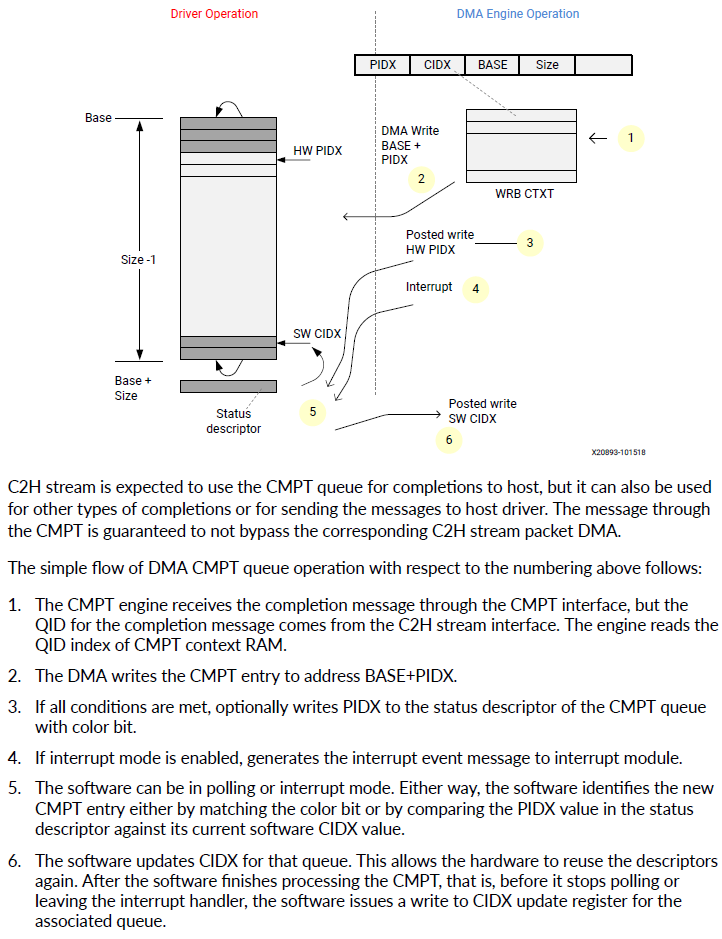 Driver Operation
DMA Engine Operation
PIDX CIDX BASE Size
Base
HW PIDX
DMA Write
BASE +
PIDX
1
2
WRB CTXT
Posted write
HW PIDX
3
Size -1
Interrupt
4
SW CIDX
Base +
Size
Status
descriptor
5
Posted write
SW CIDX
6
X20893-101518
C2H stream is expected to use the CMPT queue for completions to host, but it can also be used
for other types of completions or for sending the messages to host driver. The message through
the CMPT is guaranteed to not bypass the corresponding C2H stream packet DMA.
The simple flow of DMA CMPT queue operation with respect to the numbering above follows:
1. The CMPT engine receives the completion message through the CMPT interface, but the
QID for the completion message comes from the C2H stream interface. The engine reads the
QID index of CMPT context RAM.
2. The DMA writes the CMPT entry to address BASE+PIDX.
3. If all conditions are met, optionally writes PIDX to the status descriptor of the CMPT queue
with color bit.
4. If interrupt mode is enabled, generates the interrupt event message to interrupt module.
5. The software can be in polling or interrupt mode. Either way, the software identifies the new
CMPT entry either by matching the color bit or by comparing the PIDX value in the status
descriptor against its current software CIDX value.
6. The software updates CIDX for that queue. This allows the hardware to reuse the descriptors
again. After the software finishes processing the CMPT, that is, before it stops polling or
leaving the interrupt handler, the software issues a write to CIDX update register for the
associated queue.